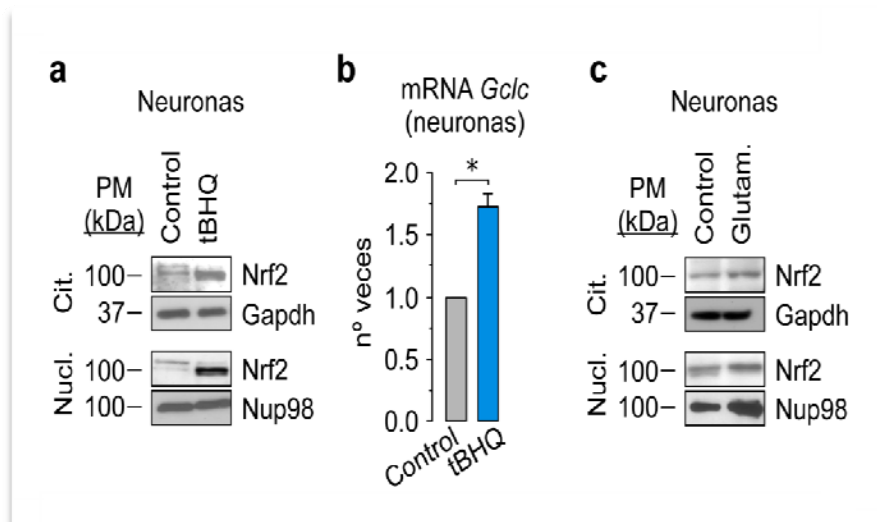 a
Neuronas
PM
(kDa)
Control
tBHQ
Cit.
100
Nrf2
37
Gapdh
Nucl.
100
Nrf2
100
Nup98
b
mRNA Gclc
(neuronas)
*
nº veces
2.0
1.5
1.0
0.5
0.0
Control
tBHQ
c
Neuronas
PM
(kDa)
Control
Glutam.
Cit.
100
Nrf2
37
Gapdh
Nucl.
100
Nrf2
100
Nup98